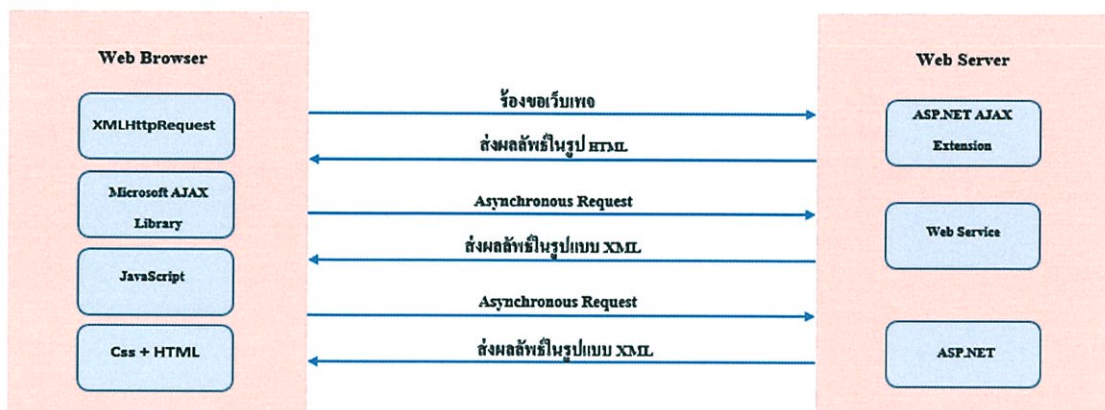 Web Browser
XMLHttpRequest
Microsoft AJAX
Library
JavaScript
Css + HTML
ร้องขอเว็บเพจ
ส่งผลลัพธ์ในรูป HTML
Asynchronous Request
ส่งผลลัพธ์ในรูปแบบ XML
Asynchronous Request
ส่งผลลัพธ์ในรูปแบบ XML
Web Server
ASP.NET AJAX
Extension
Web Service
ASP.NET